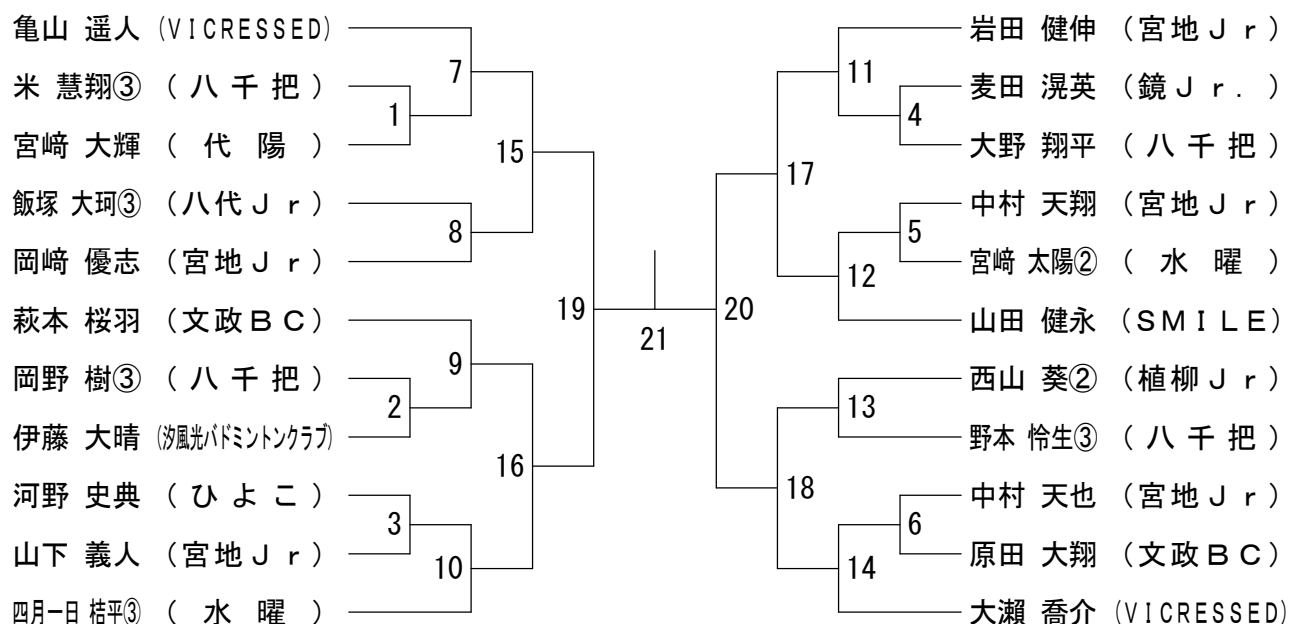 亀山 遥人 (VICRESSED)
米 慧翔③ (八千把)
宮﨑 大輝 (代陽)
飯塚 大珂③ (八代Jr)
岡﨑 優志 (宮地Jr)
萩本 桜羽 (文政BC)
岡野 樹③ (八千把)
伊藤 大晴 (汐風光バドミントンクラブ)
河野 史典 (ひよこ)
山下 義人 (宮地Jr)
四月一日 桔平③ (水曜)
7
1
15
8
19
9
2
16
3
10
21
11
4
17
5
12
20
13
18
6
14
岩田 健伸 (宮地Jr)
麦田 滉英 (鏡Jr.)
大野 翔平 (八千把)
中村 天翔 (宮地Jr)
宮﨑 太陽② (水曜)
山田 健永 (SMILE)
西山 葵② (植柳Jr)
野本 怜生③ (八千把)
中村 天也 (宮地Jr)
原田 大翔 (文政BC)
大瀬 喬介 (VICRESSED)